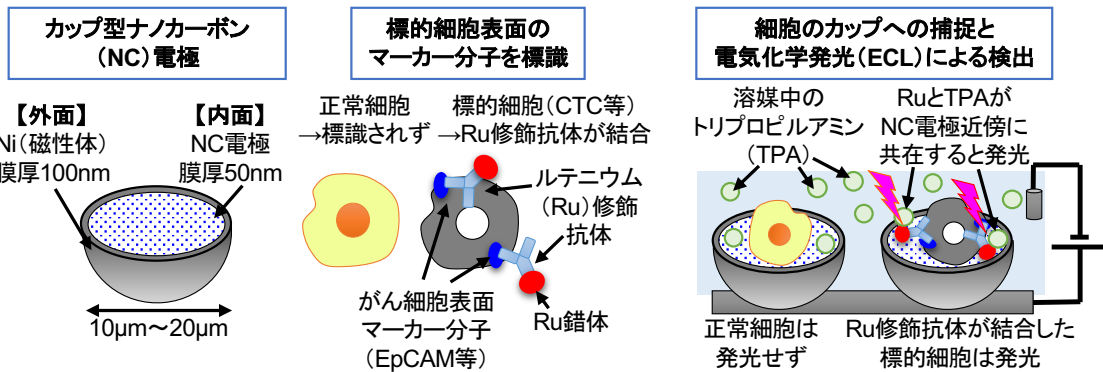 カップ型ナノカーボン
（NC）電極
【外面】
Ni（磁性体）
膜厚100nm
【内面】
NC電極
膜厚50nm
10μm～20μm
標的細胞表面の
マーカー分子を標識
正常細胞
→標識されず
標的細胞（CTC等）
→Ru修飾抗体が結合
ルテニウム
（Ru）修飾
抗体
がん細胞表面
マーカー分子
（EpCAM等）
Ru錯体
細胞のカップへの捕捉と
電気化学発光（ECL）による検出
溶媒中の
トリプロピルアミン
（TPA）
RuとTPAが
NC電極近傍に
共在すると発光
正常細胞は
発光せず
Ru修飾抗体が結合した
標的細胞は発光